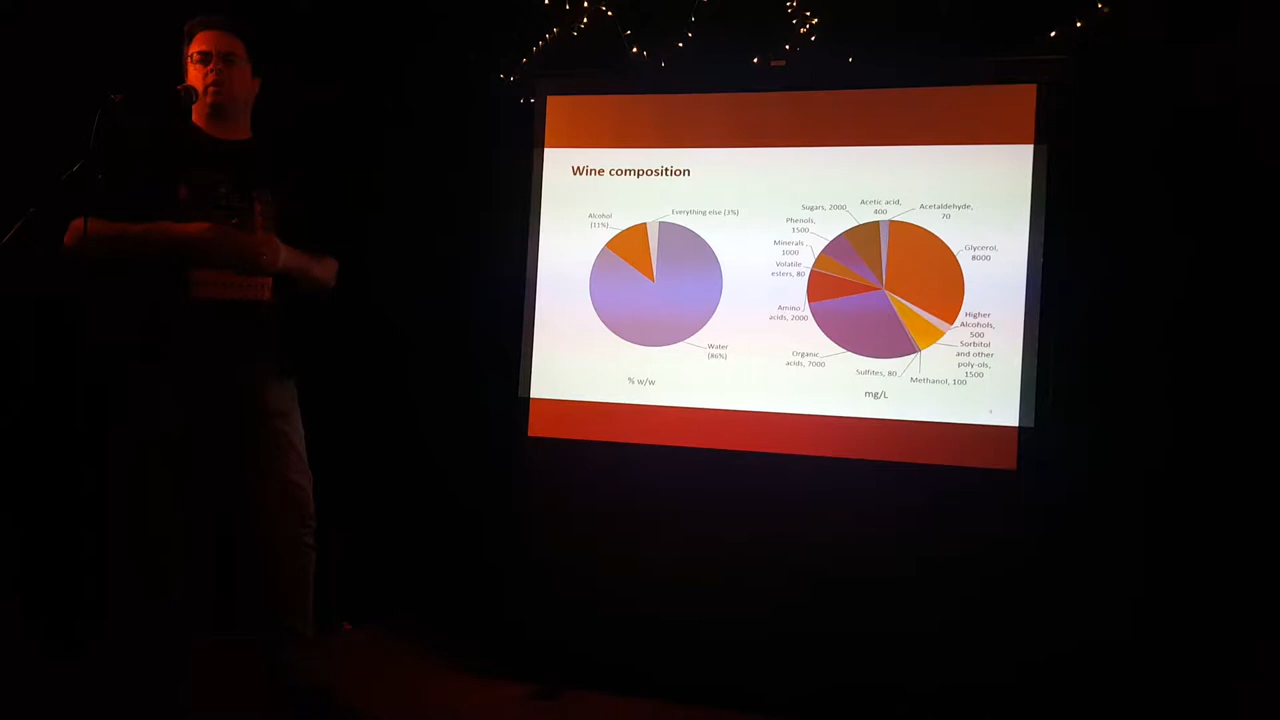 Wine composition
Alcohol
(11%)
Everything else (3%)
Water
(86%)
% w/w
Sugars, 2000
Acetic acid,
400
Acetaldehyde,
70
Phenols,
1500
Minerals
1000
Glycerol,
8000
Volatile
esters, 80
Amino
acids, 2000
Higher
Alcohols,
500
Sorbitol
and other
poly-ols,
1500
Organic
acids, 7000
Sulfites, 80
Methanol, 100
mg/L